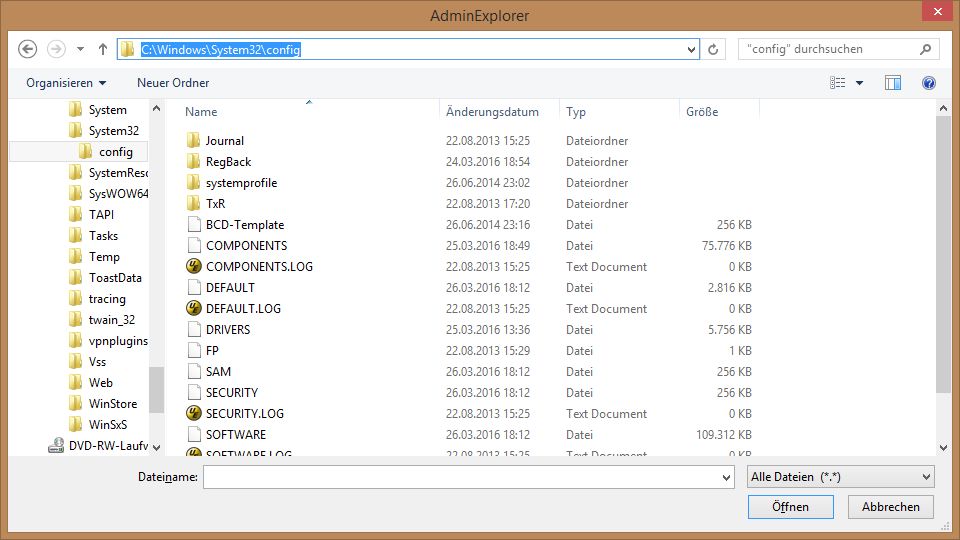 AdminExplorer
C:\Windows\System32\config
"config" durchsuchen
Organisieren Neuer Ordner
Name Änderungsdatum Typ Größe
System
System32
config
SystemResc
SysWOW64
TAPI
Tasks
Temp
ToastData
tracing
twain_32
vpnplugins
Vss
Web
WinStore
WinSxS
DVD-RW-Laufv
Journal 22.08.2013 15:25 Dateiordner
RegBack 24.03.2016 18:54 Dateiordner
systemprofile 26.06.2014 23:02 Dateiordner
TxR 22.08.2013 17:20 Dateiordner
BCD-Template 26.06.2014 23:16 Datei 256 KB
COMPONENTS 25.03.2016 18:49 Datei 75.776 KB
COMPONENTS.LOG 22.08.2013 15:25 Text Document 0 KB
DEFAULT 26.03.2016 18:12 Datei 2.816 KB
DEFAULT.LOG 22.08.2013 15:25 Text Document 0 KB
DRIVERS 25.03.2016 13:36 Datei 5.756 KB
FP 22.08.2013 15:29 Datei 1 KB
SAM 26.03.2016 18:12 Datei 256 KB
SECURITY 26.03.2016 18:12 Datei 256 KB
SECURITY.LOG 22.08.2013 15:25 Text Document 0 KB
SOFTWARE 26.03.2016 18:12 Datei 109.312 KB
SOFTWARE.LOG 22.08.2013 15:25 Text Document 0 KB
Dateiname: Alle Dateien (*.*)
Öffnen Abbrechen